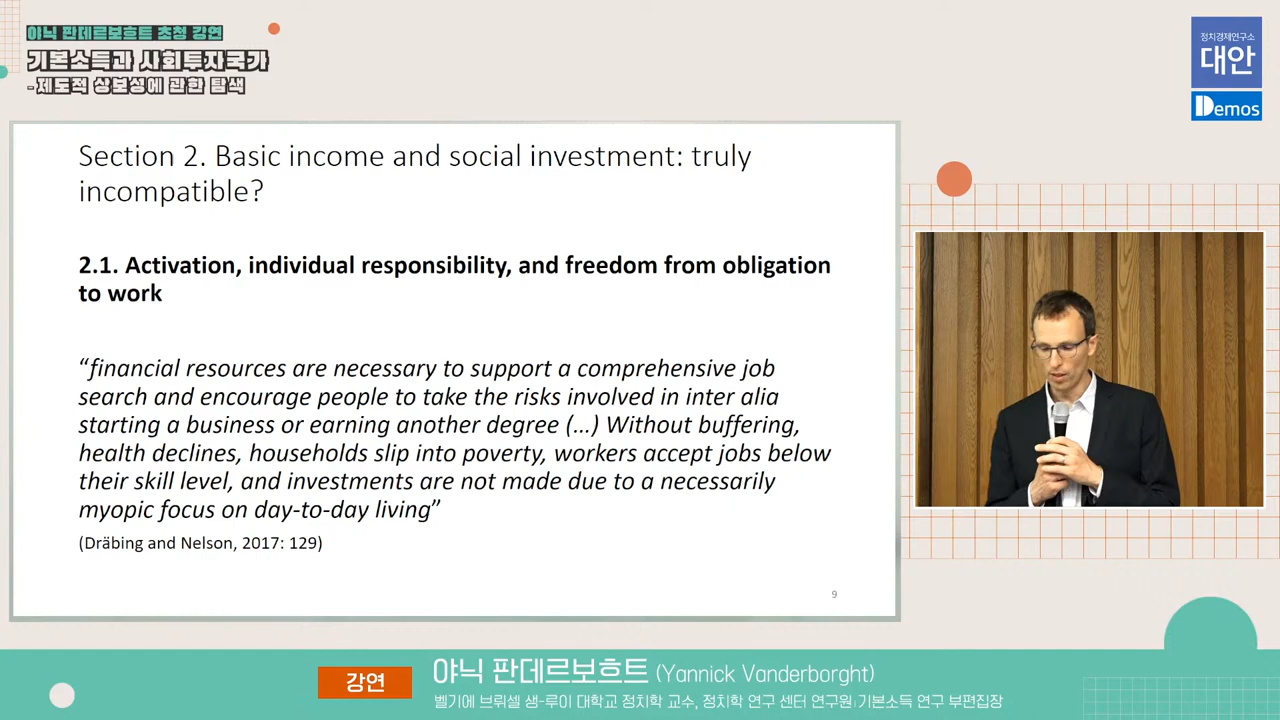 야닉 판데르보흐트 초청 강연
기본소득과 사회투자국가
-제도적 상보성에 관한 탐색
정치경제연구소
대안
Demos
Section 2. Basic income and social investment: truly
incompatible?
2.1. Activation, individual responsibility, and freedom from obligation
to work
“financial resources are necessary to support a comprehensive job
search and encourage people to take the risks involved in inter alia
starting a business or earning another degree (…) Without buffering,
health declines, households slip into poverty, workers accept jobs below
their skill level, and investments are not made due to a necessarily
myopic focus on day-to-day living”
(Dräbing and Nelson, 2017: 129)
9
강연
야닉 판데르보흐트 (Yannick Vanderborght)
벨기에 브뤼셀 생-루이 대학교 정치학 교수, 정치학 연구 센터 연구원, 기본소득 연구 부편집장